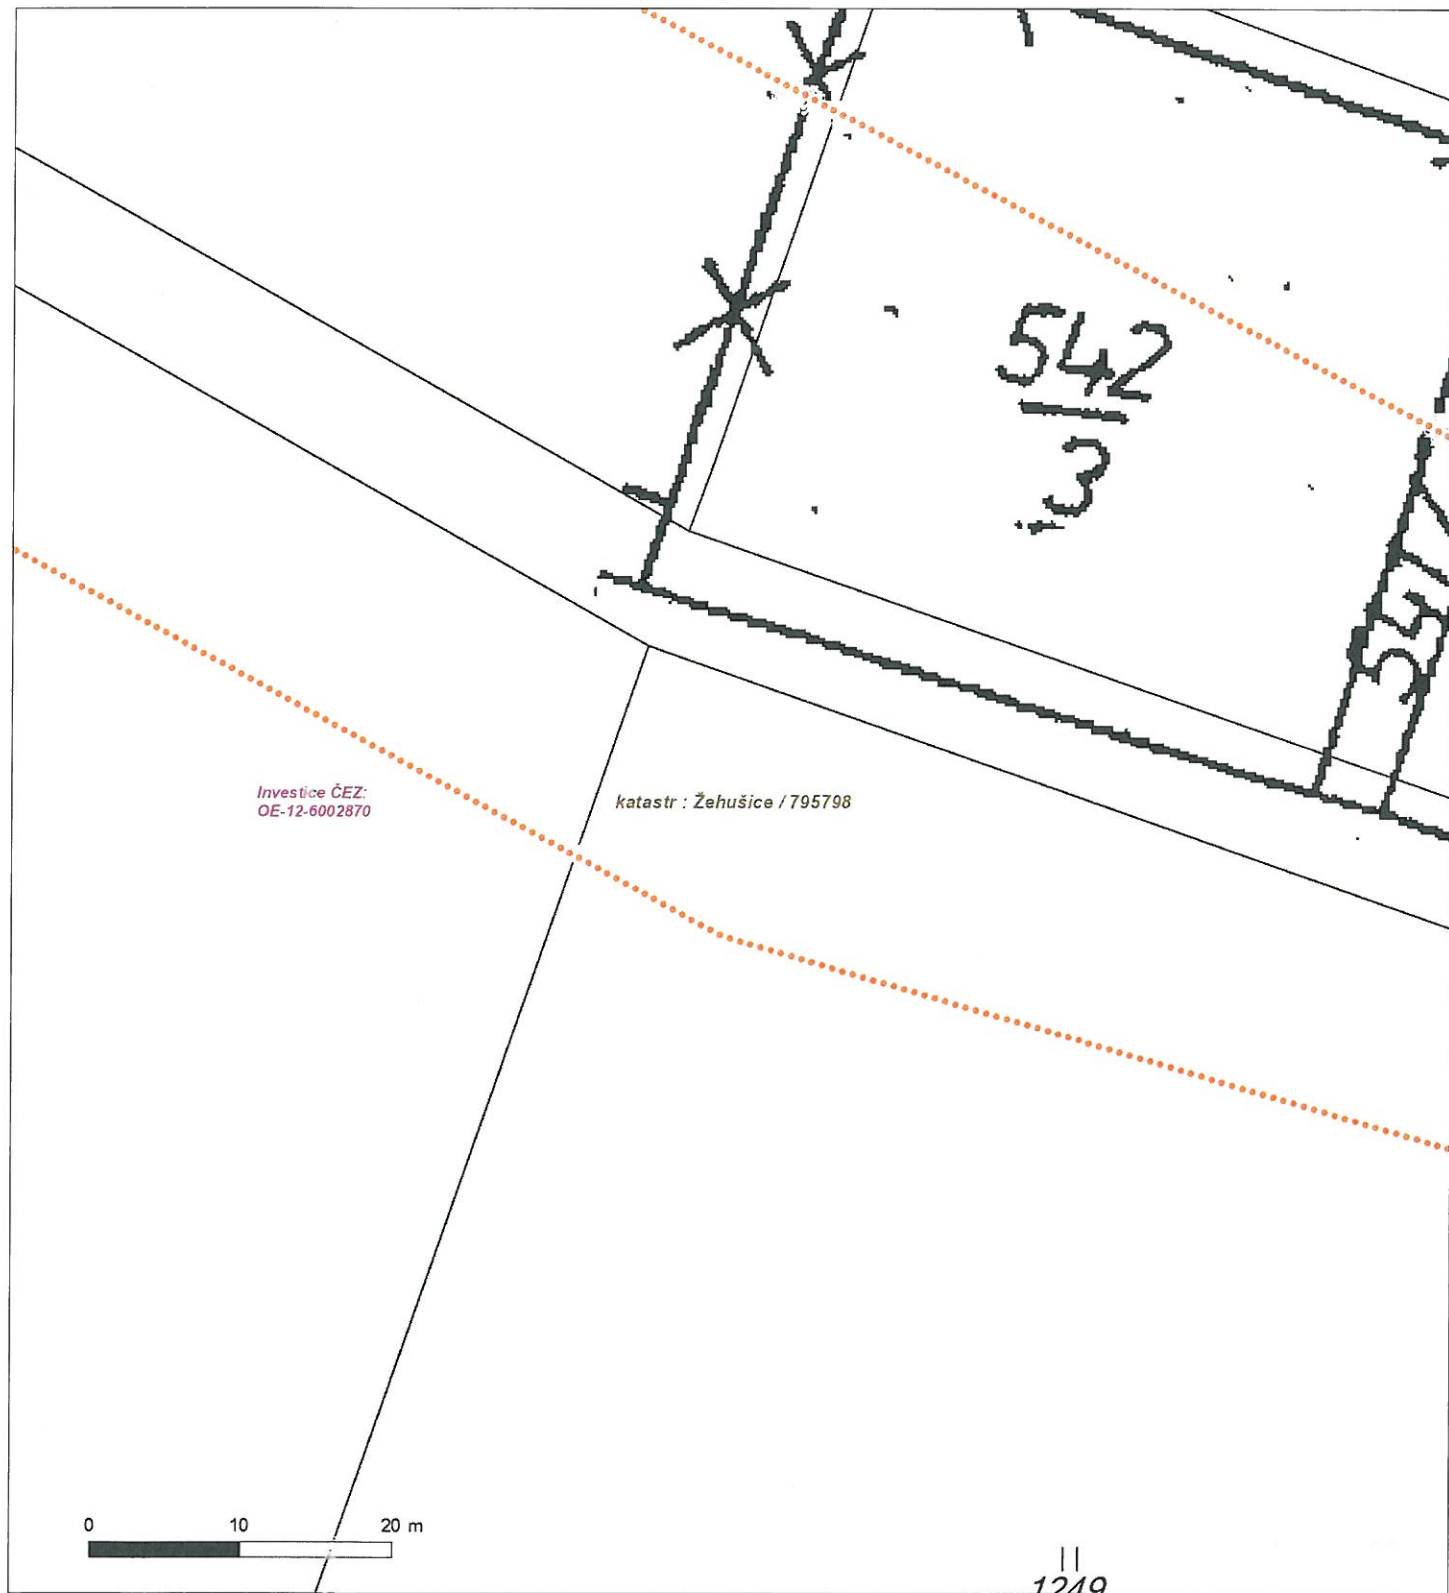 542
3
Investice ČEZ:
OE-12-6002870
katastr : Žehušice / 795798
0 10 20 m
1249